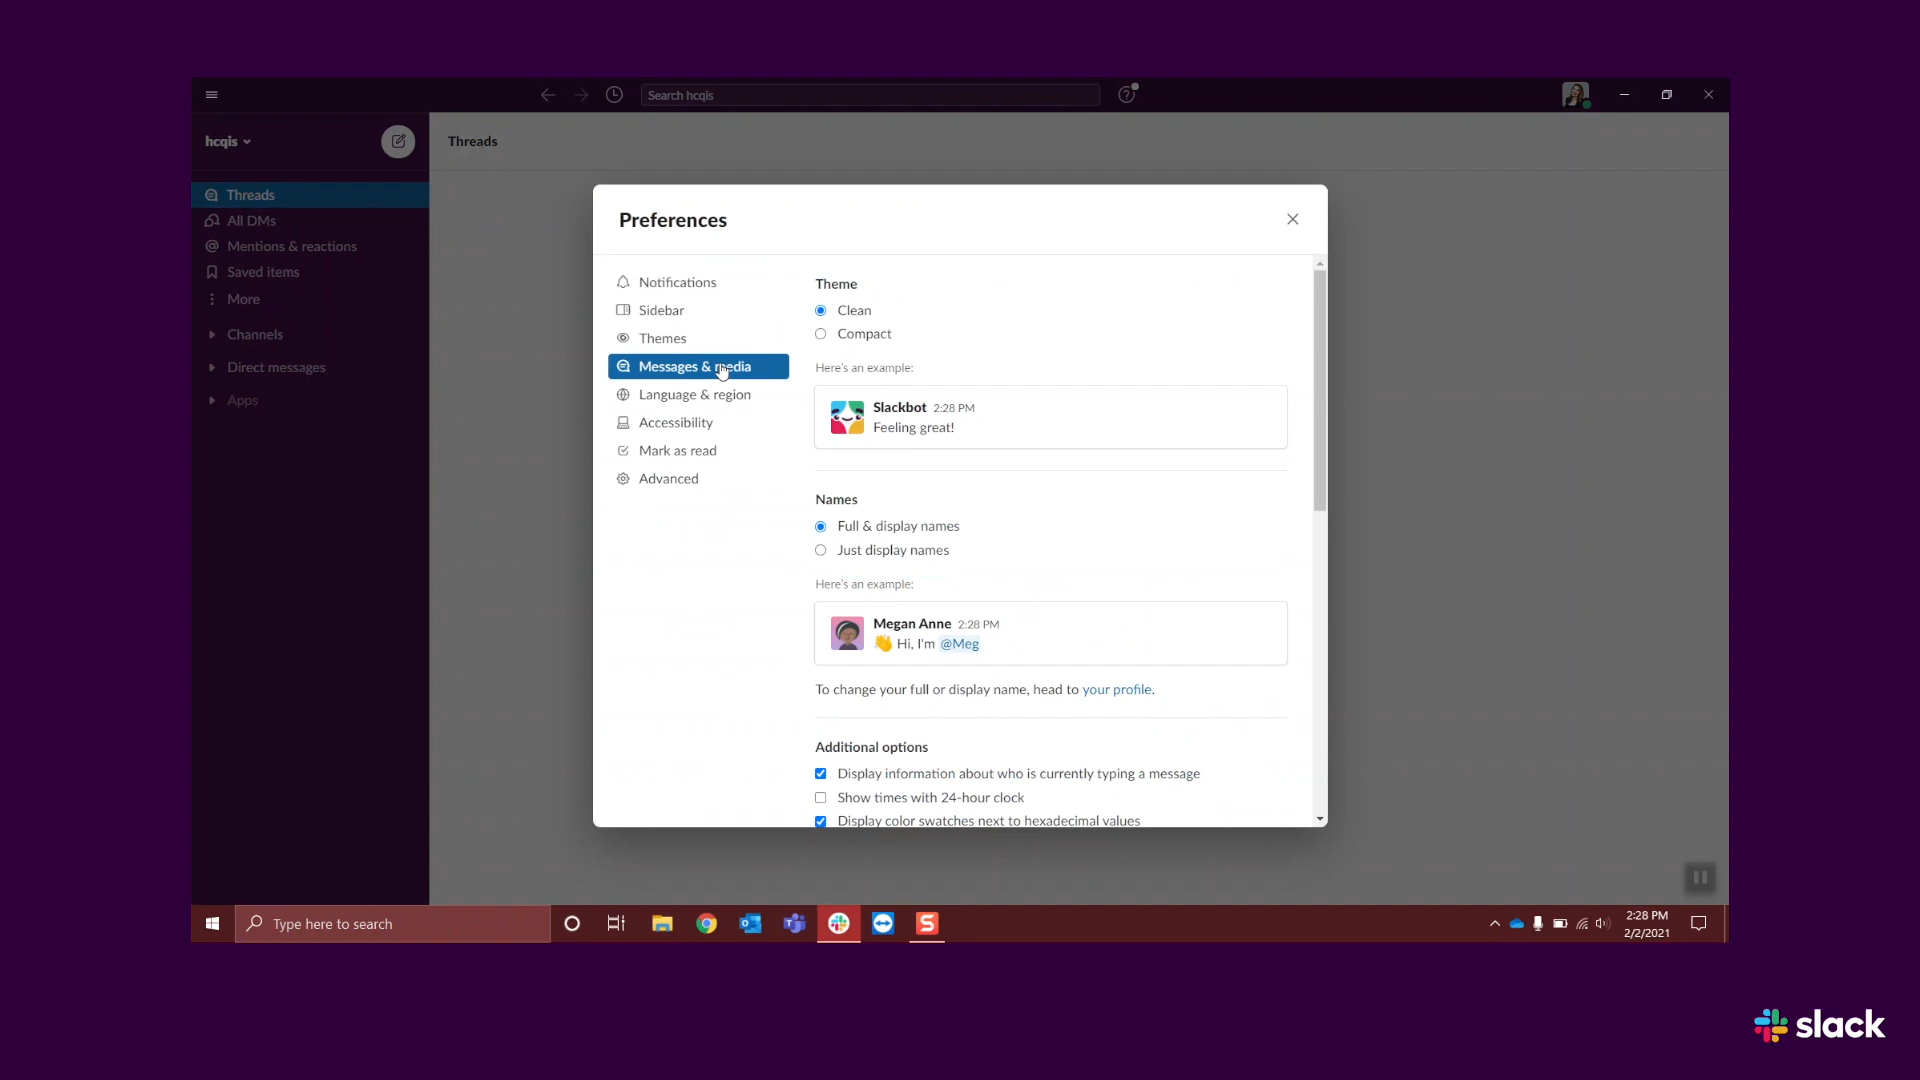 Search hcqis
hcqis
Threads
Threads
All DMs
Mentions & reactions
Saved items
More
Channels
Direct messages
Apps
Preferences
Notifications
Sidebar
Themes
Messages & media
Language & region
Accessibility
Mark as read
Advanced
Theme
Clean
Compact
Here's an example:
Slackbot 2:28 PM
Feeling great!
Names
Full & display names
Just display names
Here's an example:
Megan Anne 2:28 PM
👋 Hi, I'm @Meg
To change your full or display name, head to your profile.
Additional options
Display information about who is currently typing a message
Show times with 24-hour clock
Display color swatches next to hexadecimal values
Type here to search
2:28 PM
2/2/2021
slack